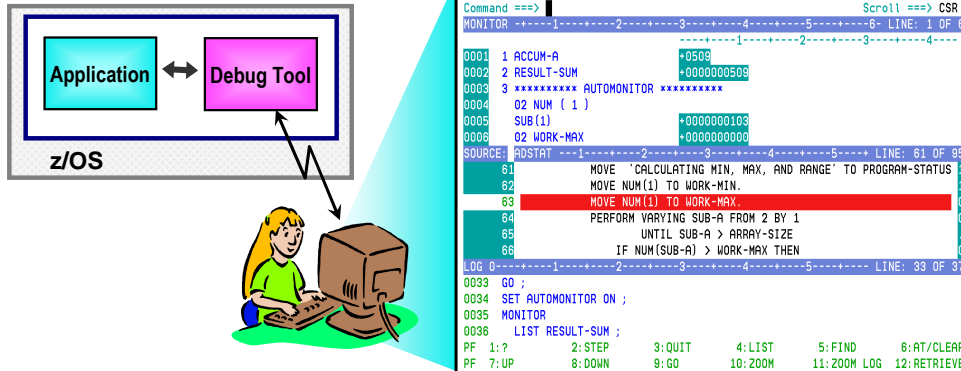 Application
Debug Tool
z/OS
Command ===> Scroll ===> CSR
MONITOR -+----1----+----2----+----3----+----4----+----5----+----6- LINE: 1 OF
----+----1----+----2----+----3----+----4----
0001 1 ACCUM-A +0509
0002 2 RESULT-SUM +0000000509
0003 3 ********** AUTOMONITOR **********
0004 02 NUM ( 1 )
0005 SUB(1) +0000000103
0006 02 WORK-MAX +0000000000
SOURCE: ADSTAT ---1----+----2----+----3----+----4----+----5----+ LINE: 61 OF 95
61 MOVE 'CALCULATING MIN, MAX, AND RANGE' TO PROGRAM-STATUS
62 MOVE NUM(1) TO WORK-MIN.
63 MOVE NUM(1) TO WORK-MAX.
64 PERFORM VARYING SUB-A FROM 2 BY 1
65 UNTIL SUB-A > ARRAY-SIZE
66 IF NUM(SUB-A) > WORK-MAX THEN
LOG 0----+----1----+----2----+----3----+----4----+----5----+---- LINE: 33 OF 37
0033 GO ;
0034 SET AUTOMONITOR ON ;
0035 MONITOR
0036 LIST RESULT-SUM ;
PF 1:? 2:STEP 3:QUIT 4:LIST 5:FIND 6:AT/CLEAR
PF 7:UP 8:DOWN 9:GO 10:ZOOM 11:ZOOM LOG 12:RETRIEVE